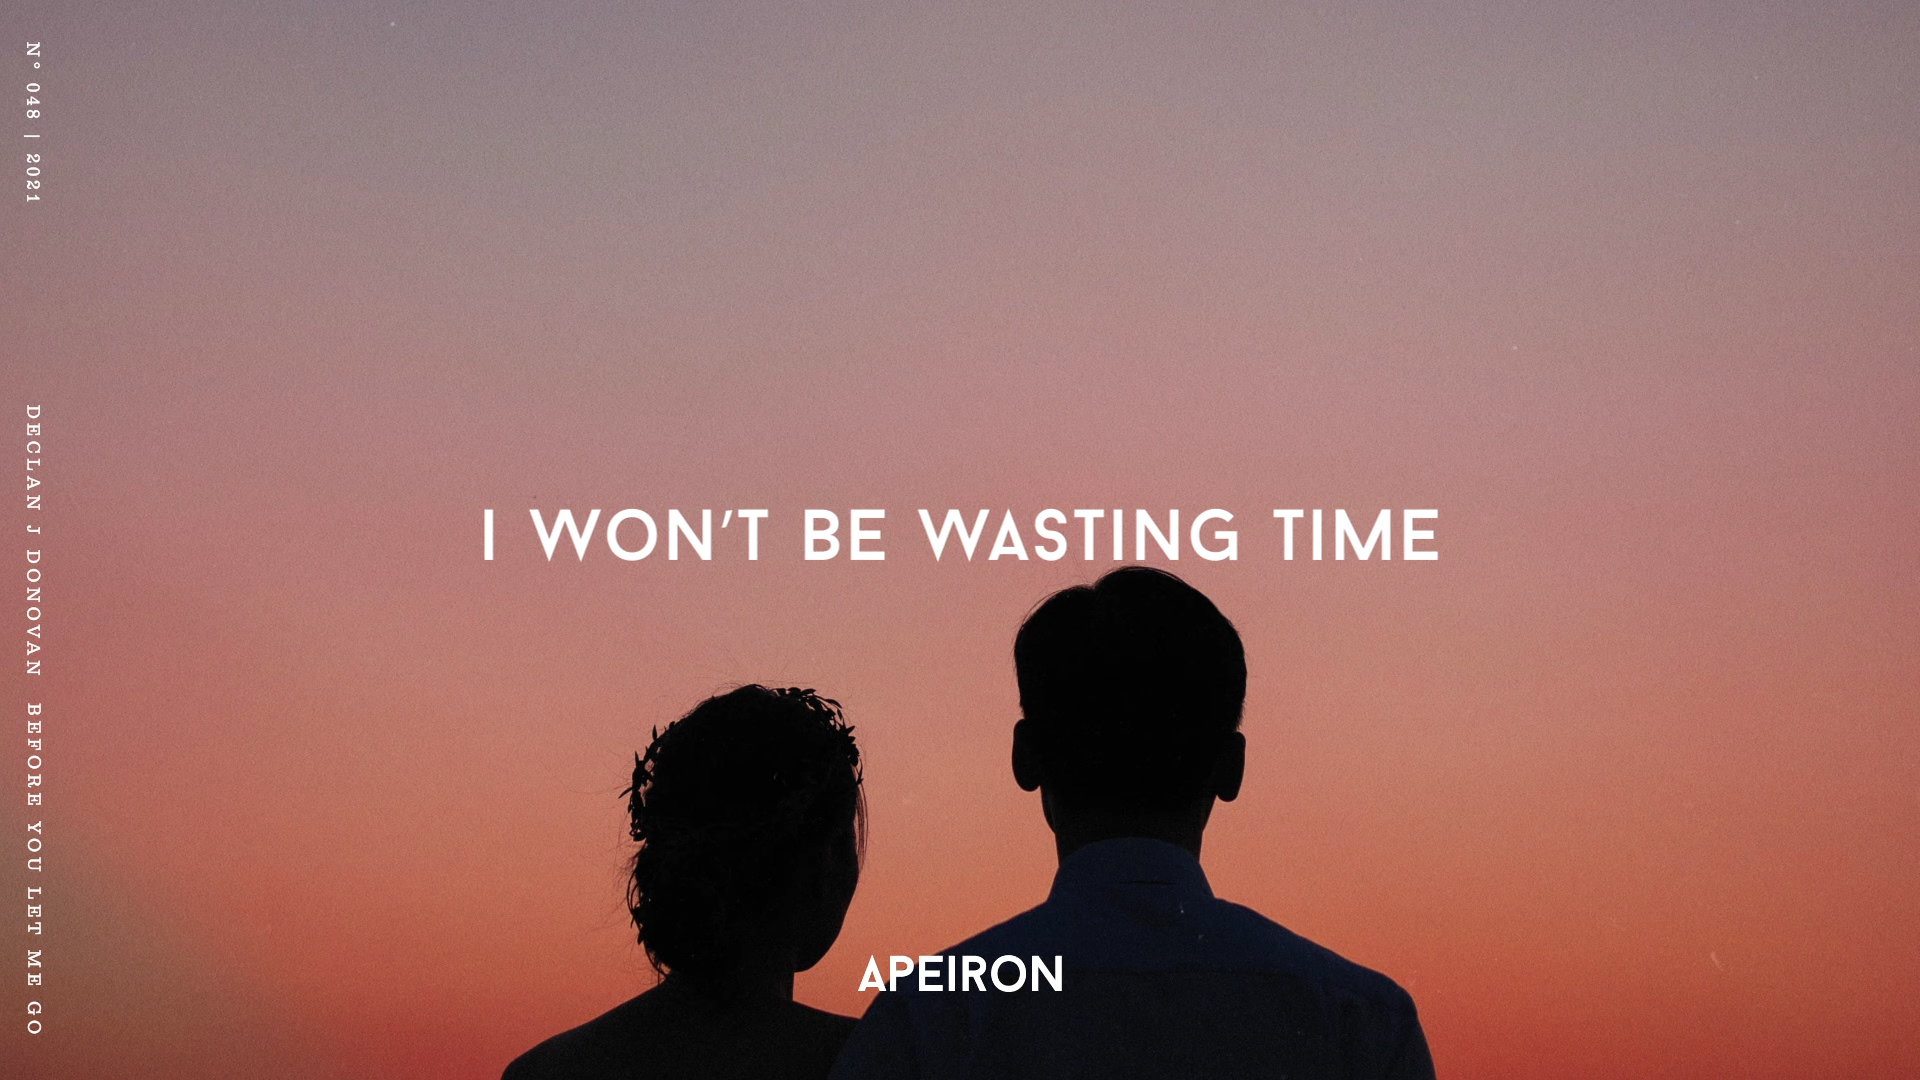 N° 048 | 2021
DECLAN J DONOVAN BEFORE YOU LET ME GO
I WON'T BE WASTING TIME
APEIRON